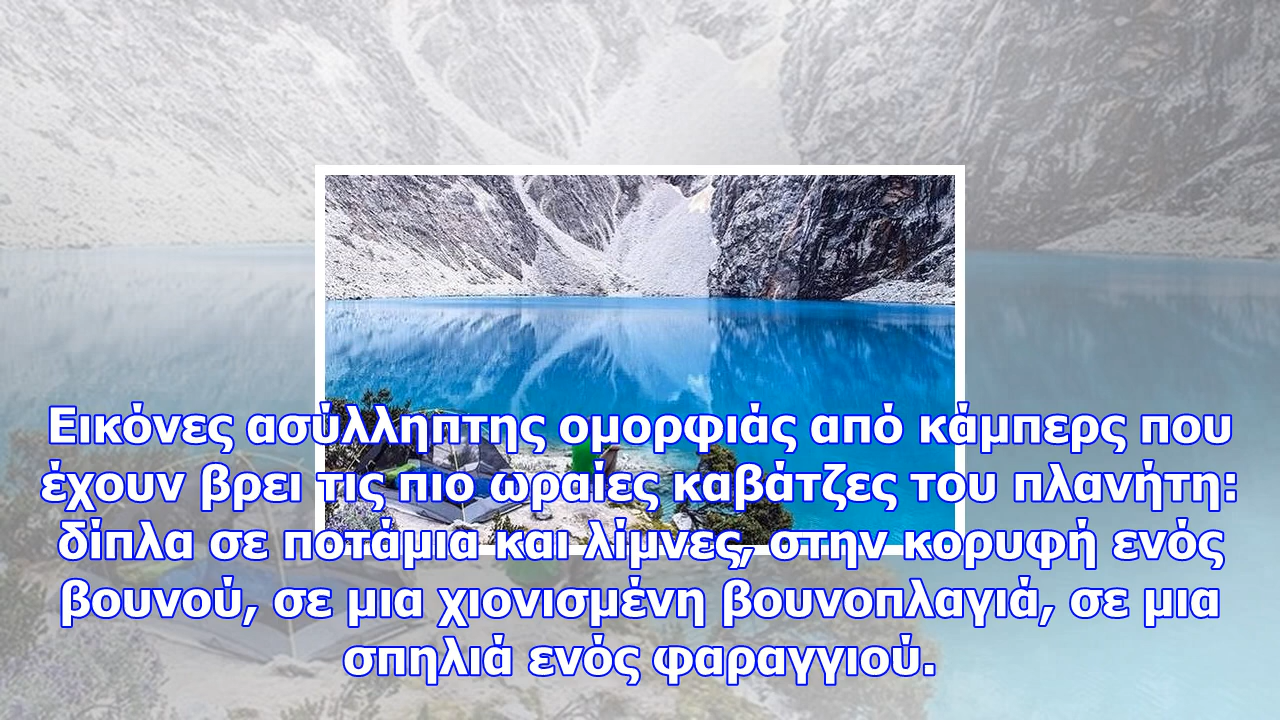 Εικόνες ασύλληπτης ομορφιάς από κάμπερς που
έχουν βρει τις πιο ωραίες καβάτζες του πλανήτη:
δίπλα σε ποτάμια και λίμνες, στην κορυφή ενός
βουνού, σε μια χιονισμένη βουνοπλαγιά, σε μια
σπηλιά ενός φαραγγιού.